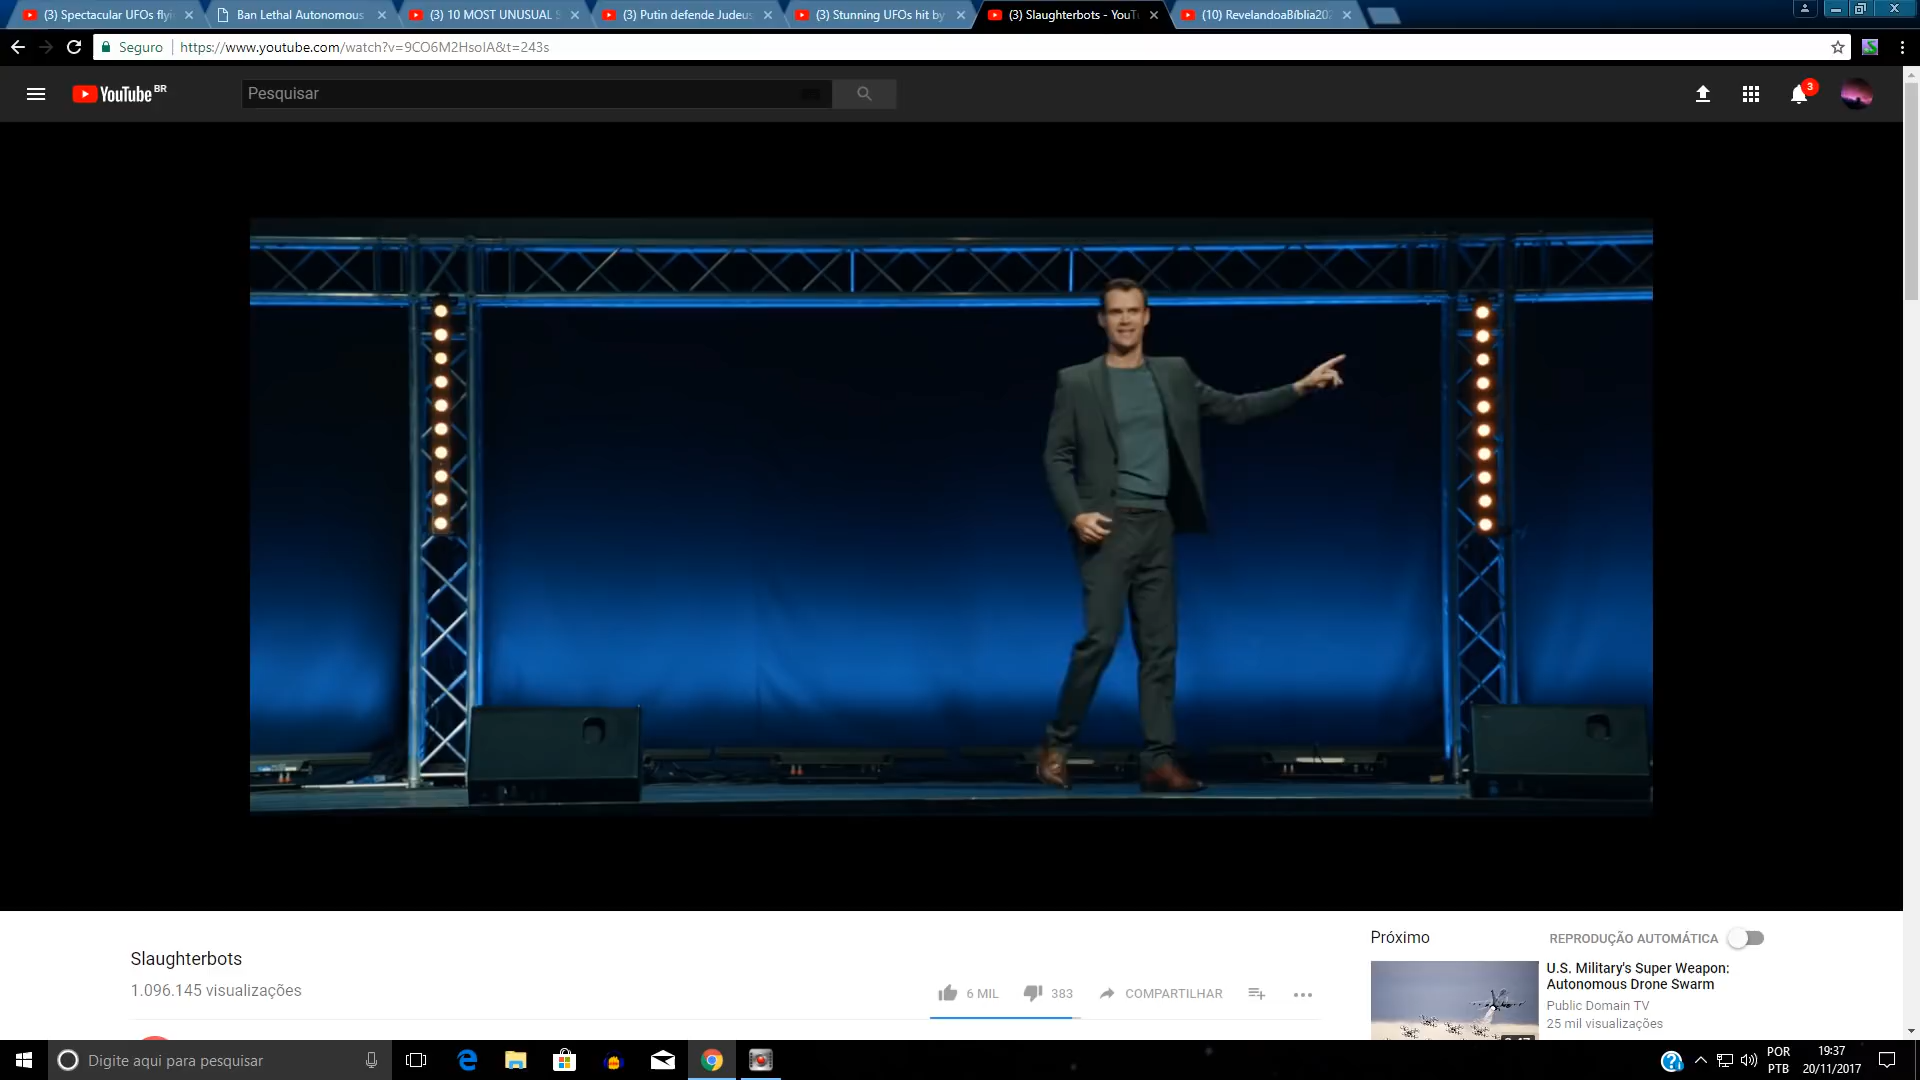 (3) Spectacular UFOs flyi
Ban Lethal Autonomous
(3) 10 MOST UNUSUAL S
(3) Putin defende Judeus
(3) Stunning UFOs hit by
(3) Slaughterbots - YouTu
(10) RevelandoaBíblia202
Seguro
https://www.youtube.com/watch?v=9CO6M2HsoIA&t=243s
YouTube BR
Pesquisar
3
Slaughterbots
1.096.145 visualizações
6 MIL
383
COMPARTILHAR
Próximo
REPRODUÇÃO AUTOMÁTICA
U.S. Military's Super Weapon:
Autonomous Drone Swarm
Public Domain TV
25 mil visualizações
Digite aqui para pesquisar
POR
PTB
19:37
20/11/2017